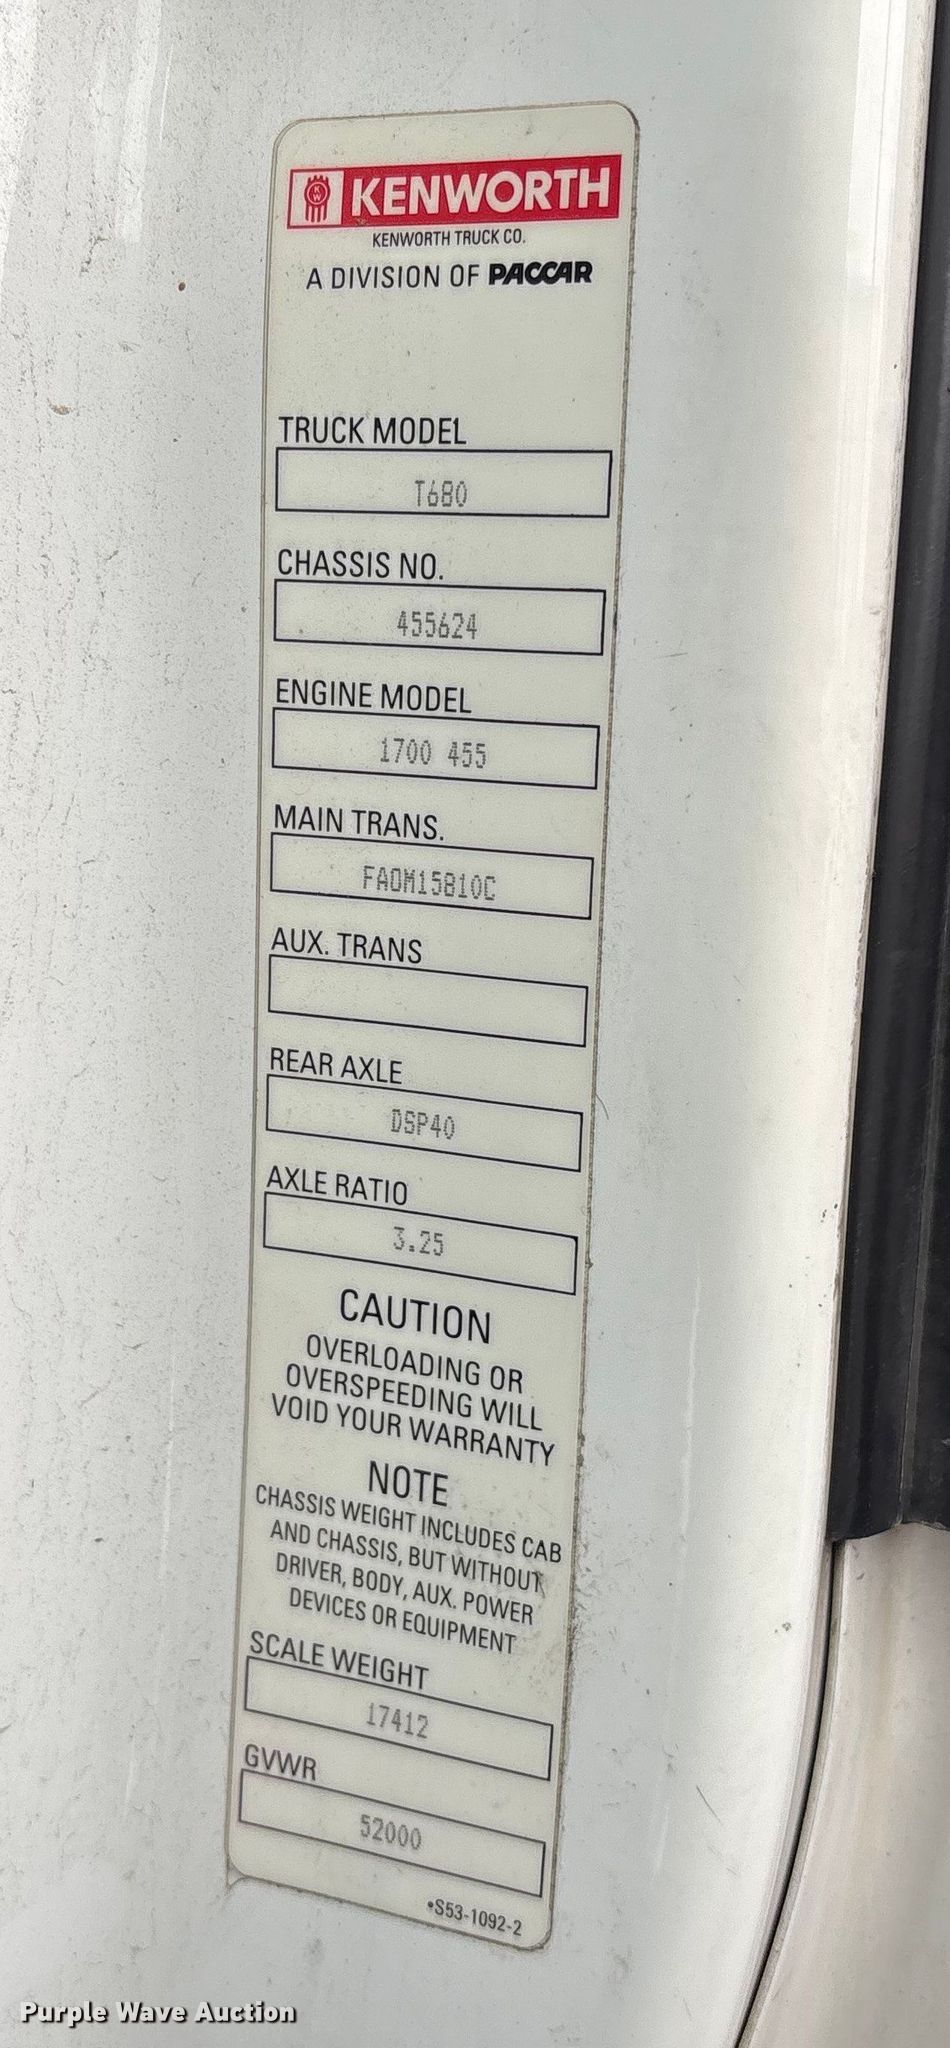 KW KENWORTH
KENWORTH TRUCK CO.
A DIVISION OF PACCAR
TRUCK MODEL
T680
CHASSIS NO.
455624
ENGINE MODEL
1700 455
MAIN TRANS.
FAOM15810C
AUX. TRANS
REAR AXLE
DSP40
AXLE RATIO
3.25
CAUTION
OVERLOADING OR
OVERSPEEDING WILL
VOID YOUR WARRANTY
NOTE
CHASSIS WEIGHT INCLUDES CAB
AND CHASSIS, BUT WITHOUT
DRIVER, BODY, AUX. POWER
DEVICES OR EQUIPMENT
SCALE WEIGHT
17412
GVWR
52000
•S53-1092-2
Purple Wave Auction